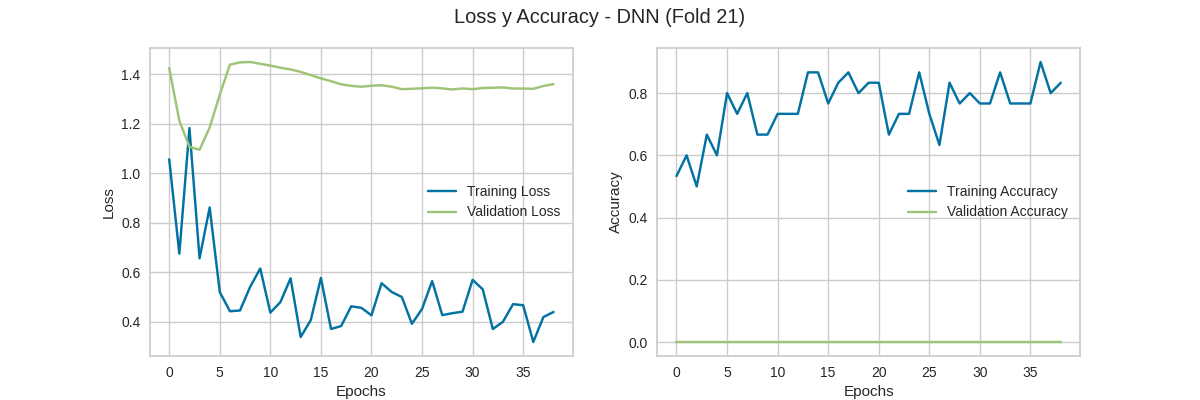 Loss y Accuracy - DNN (Fold 21)
Loss
1.4
1.2
1.0
0.8
0.6
0.4
Training Loss
Validation Loss
0 5 10 15 20 25 30 35
Epochs
Accuracy
0.8
0.6
0.4
0.2
0.0
Training Accuracy
Validation Accuracy
0 5 10 15 20 25 30 35
Epochs